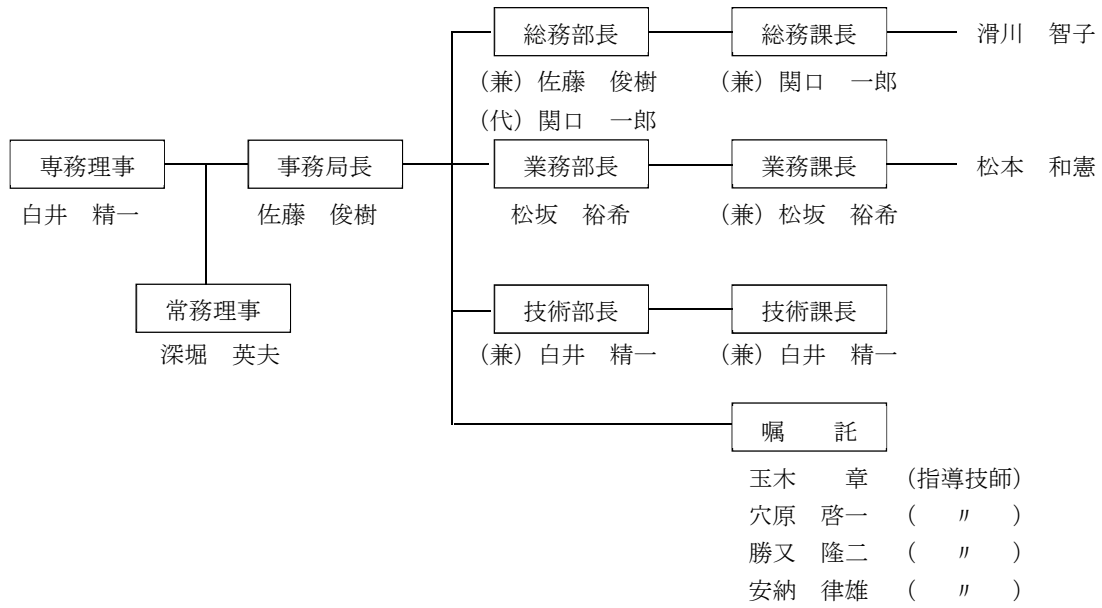 総務部長 総務課長 滑川 智子
(兼) 佐藤 俊樹 (兼) 関口 一郎
(代) 関口 一郎
専務理事 事務局長 業務部長 業務課長 松本 和憲
白井 精一 佐藤 俊樹 松坂 裕希 (兼) 松坂 裕希
常務理事 技術部長 技術課長
深堀 英夫 (兼) 白井 精一 (兼) 白井 精一
嘱 託
玉木 章 (指導技師)
穴原 啓一 ( 〃 )
勝又 隆二 ( 〃 )
安納 律雄 ( 〃 )